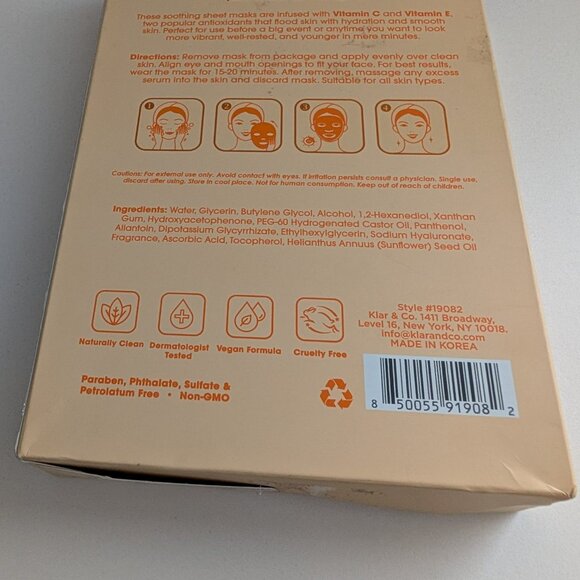 These soothing sheet masks are infused with Vitamin C and Vitamin E,
two popular antioxidants that flood skin with hydration and smooth
skin. Perfect for use before a big event or anytime you want to look
more vibrant, well-rested, and younger in mere minutes.
Directions: Remove mask from package and apply evenly over clean
skin. Align eye and mouth openings to fit your face. For best results,
wear the mask for 15-20 minutes. After removing, massage any excess
serum into the skin and discard mask. Suitable for all skin types.
1 2 3 4
Cautions: For external use only. Avoid contact with eyes. If irritation persists consult a physician. Single use,
discard after using. Store in cool place. Not for human consumption. Keep out of reach of children.
Ingredients: Water, Glycerin, Butylene Glycol, Alcohol, 1,2-Hexanediol, Xanthan
Gum, Hydroxyacetophenone, PEG-60 Hydrogenated Castor Oil, Panthenol,
Allantoin, Dipotassium Glycyrrhizate, Ethylhexylglycerin, Sodium Hyaluronate,
Fragrance, Ascorbic Acid, Tocopherol, Helianthus Annuus (Sunflower) Seed Oil
Naturally Clean
Dermatologist
Tested
Vegan Formula
Cruelty Free
Style #19082
Klar & Co. 1411 Broadway,
Level 16, New York, NY 10018.
info@klarandco.com
MADE IN KOREA
Paraben, Phthalate, Sulfate &
Petrolatum Free • Non-GMO
8 50055 91908 2